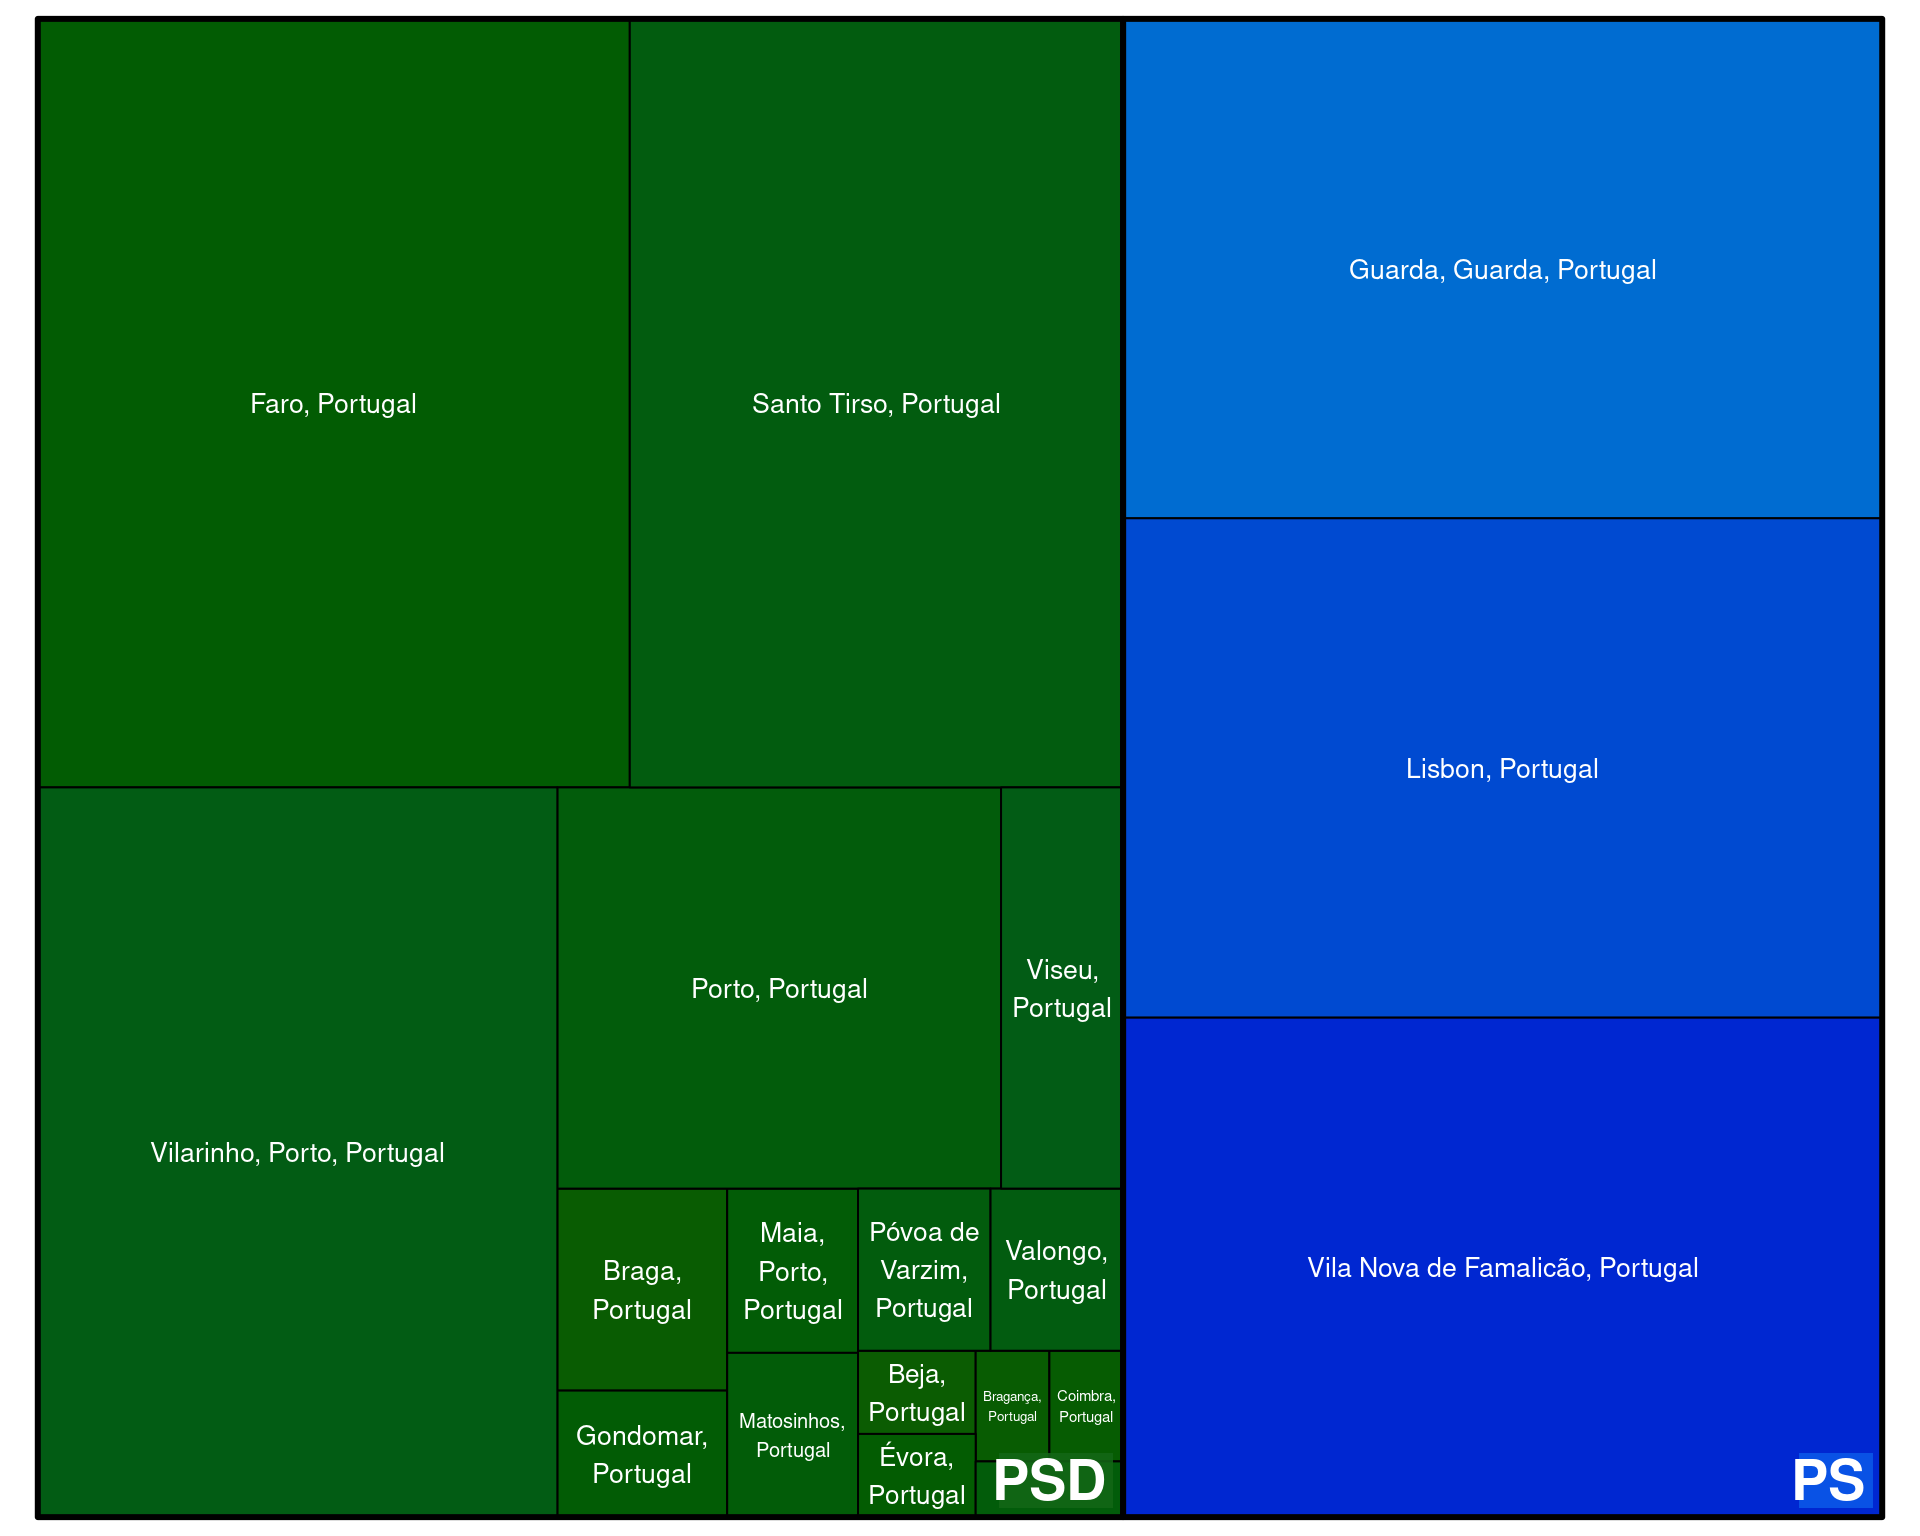 Faro, Portugal
Santo Tirso, Portugal
Guarda, Guarda, Portugal
Lisbon, Portugal
Vila Nova de Famalicão, Portugal
Vilarinho, Porto, Portugal
Porto, Portugal
Viseu,
Portugal
Braga,
Portugal
Maia,
Porto,
Portugal
Póvoa de
Varzim,
Portugal
Valongo,
Portugal
Gondomar,
Portugal
Matosinhos,
Portugal
Beja,
Portugal
Évora,
Portugal
Bragança,
Portugal
Coimbra,
Portugal
PSD
PS